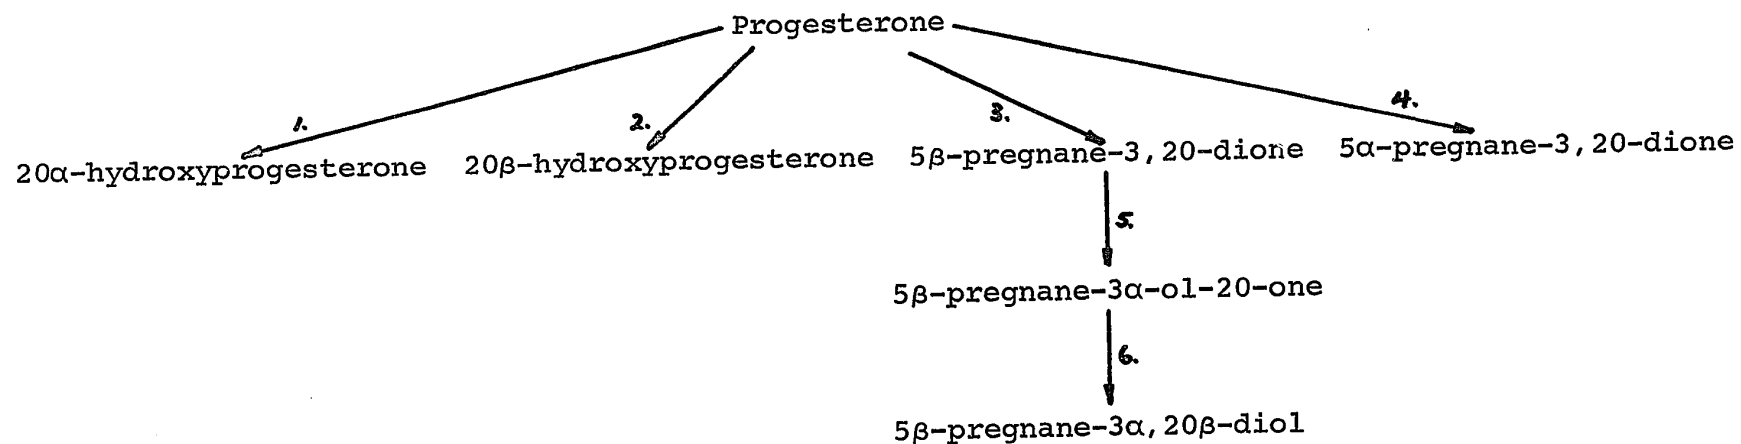 Progesterone
1. 2. 3. 4.
20α-hydroxyprogesterone 20β-hydroxyprogesterone 5β-pregnane-3,20-dione 5α-pregnane-3,20-dione
5.
5β-pregnane-3α-ol-20-one
6.
5β-pregnane-3α,20β-diol